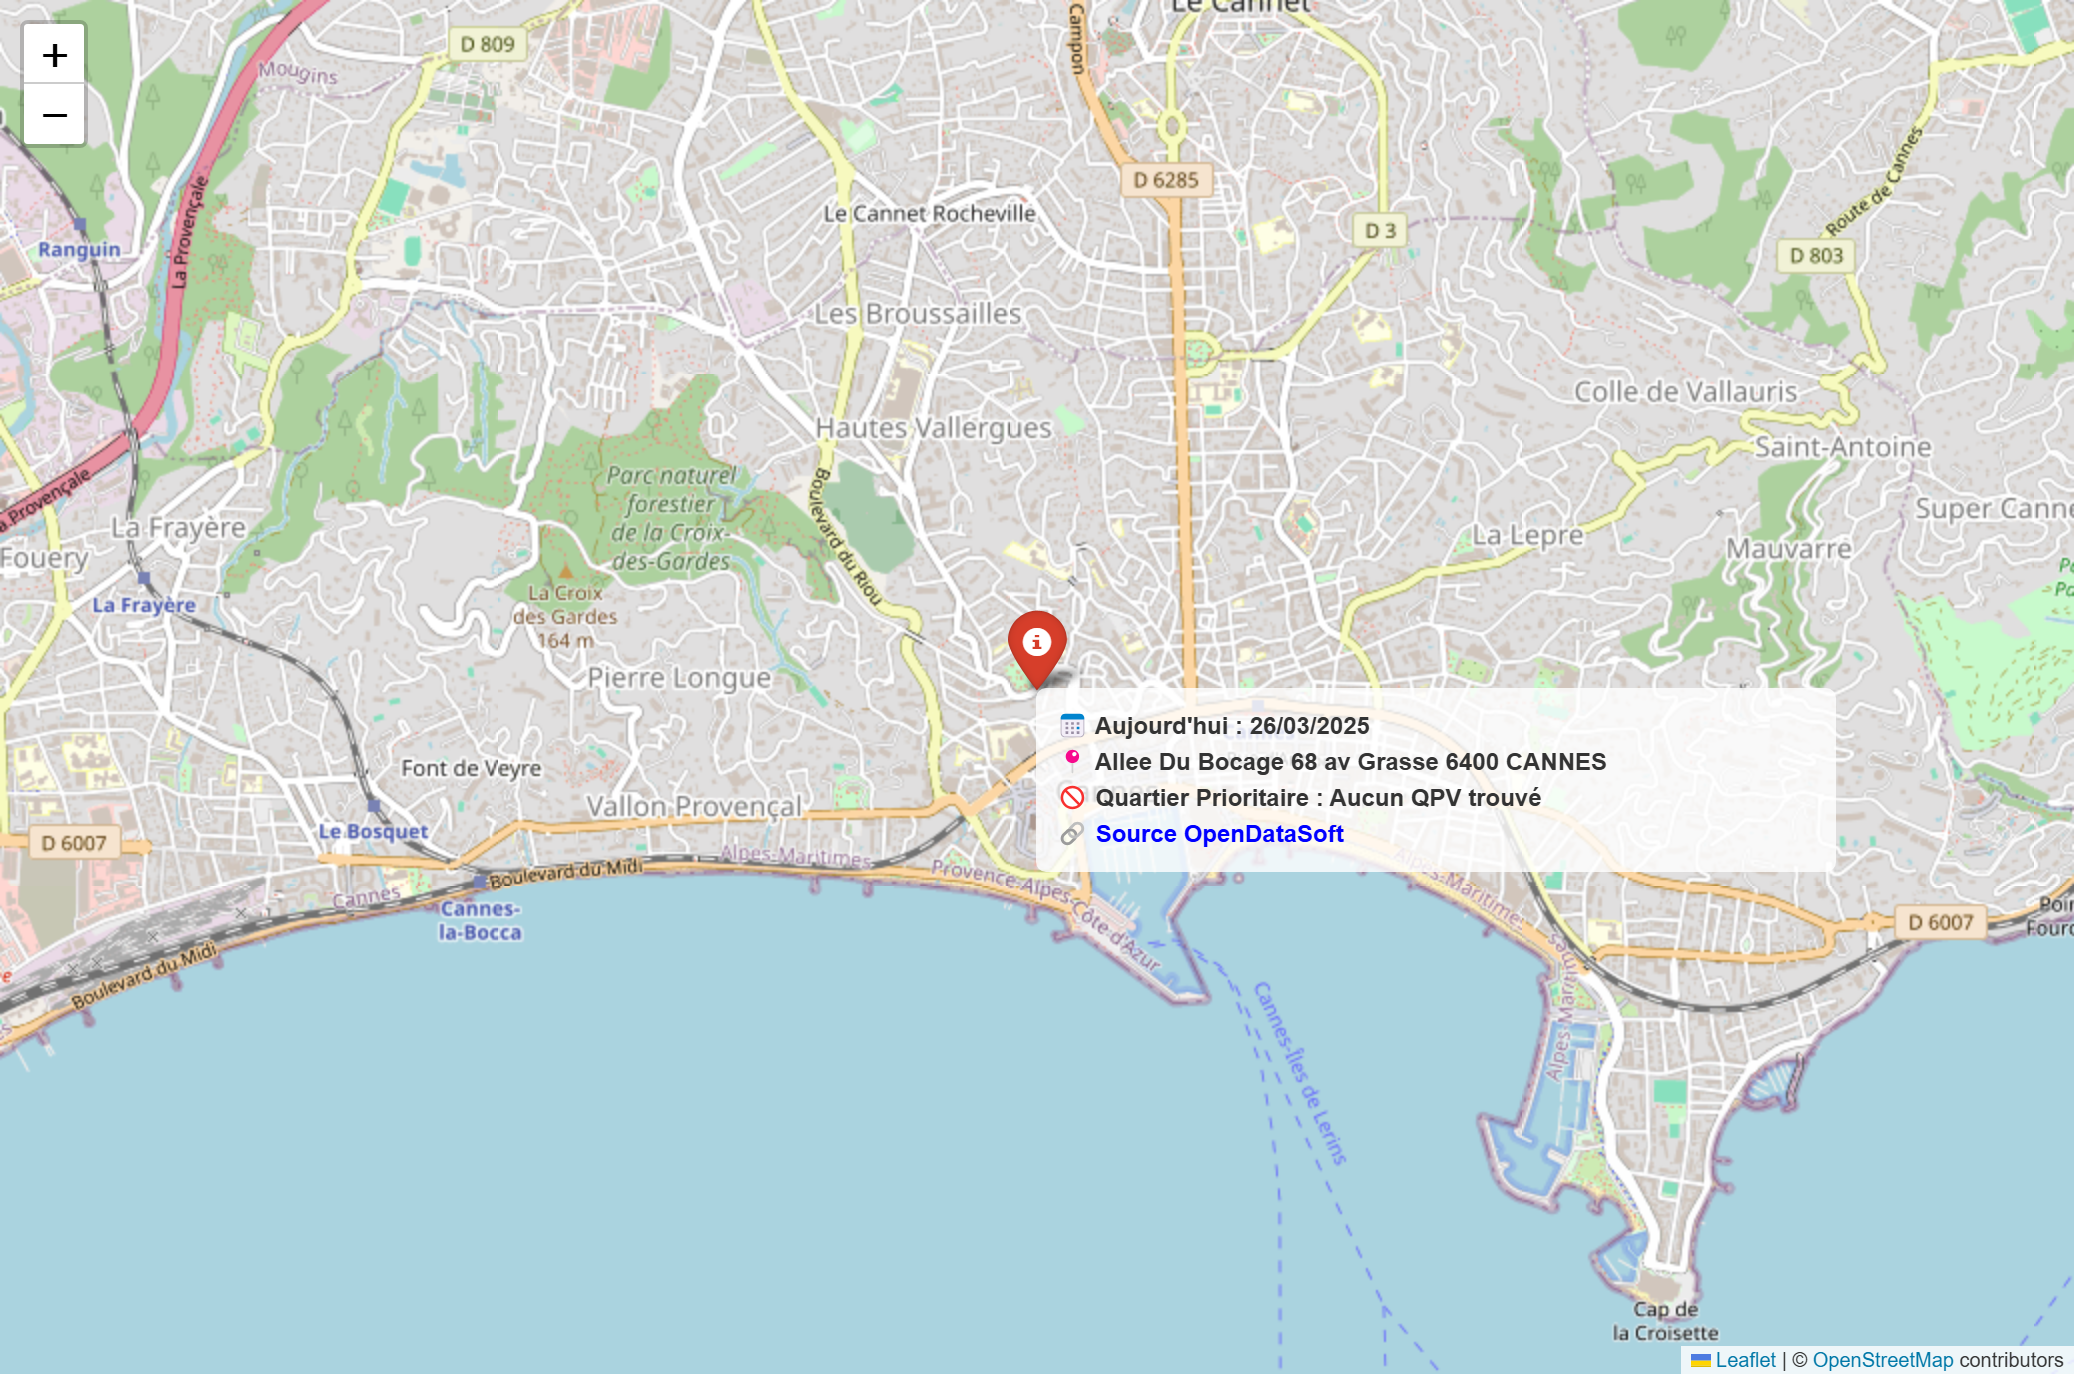 Le Cannet
+
−
D 809
Mougins
Campon
La Provençale
D 6285
Ranguin
Le Cannet Rocheville
D 3
Route de Cannes
D 803
Les Broussailles
Colle de Vallauris
Hautes Vallergues
Saint-Antoine
Parc naturel
forestier
de la Croix-
des-Gardes
Boulevard du Riou
La Provençale
Super Canne
La Frayère
La Lepre
Mauvarre
Fouery
La Frayère
La Croix
des Gardes
164 m
Pierre Longue
Aujourd'hui : 26/03/2025
Allee Du Bocage 68 av Grasse 6400 CANNES
Quartier Prioritaire : Aucun QPV trouvé
Source OpenDataSoft
Font de Veyre
Vallon Provençal
Le Bosquet
D 6007
Alpes-Maritimes
Boulevard du Midi
Provence-Alpes-Côte d'Azur
Alpes-Maritimes
Cannes
Cannes-
la-Bocca
D 6007
Boulevard du Midi
Alpes-Maritimes
Cannes-Îles de Lerins
Cap de
la Croisette
Leaflet | © OpenStreetMap contributors